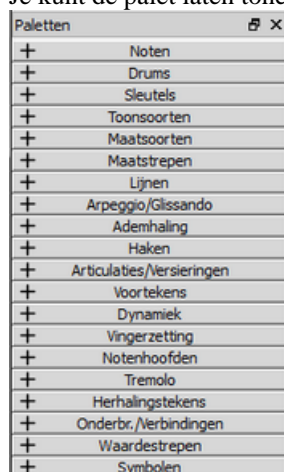 Je kunt de palet laten tone
Paletten
Noten
Drums
Sleutels
Toonsoorten
Maatsoorten
Maatstrepen
Lijnen
Arpeggio/Glissando
Ademhaling
Haken
Articulaties/Versieringen
Voortekens
Dynamiek
Vingerzetting
Notenhoofden
Tremolo
Herhalingstekens
Onderbr./Verbindingen
Waardestrepen
Symbolen